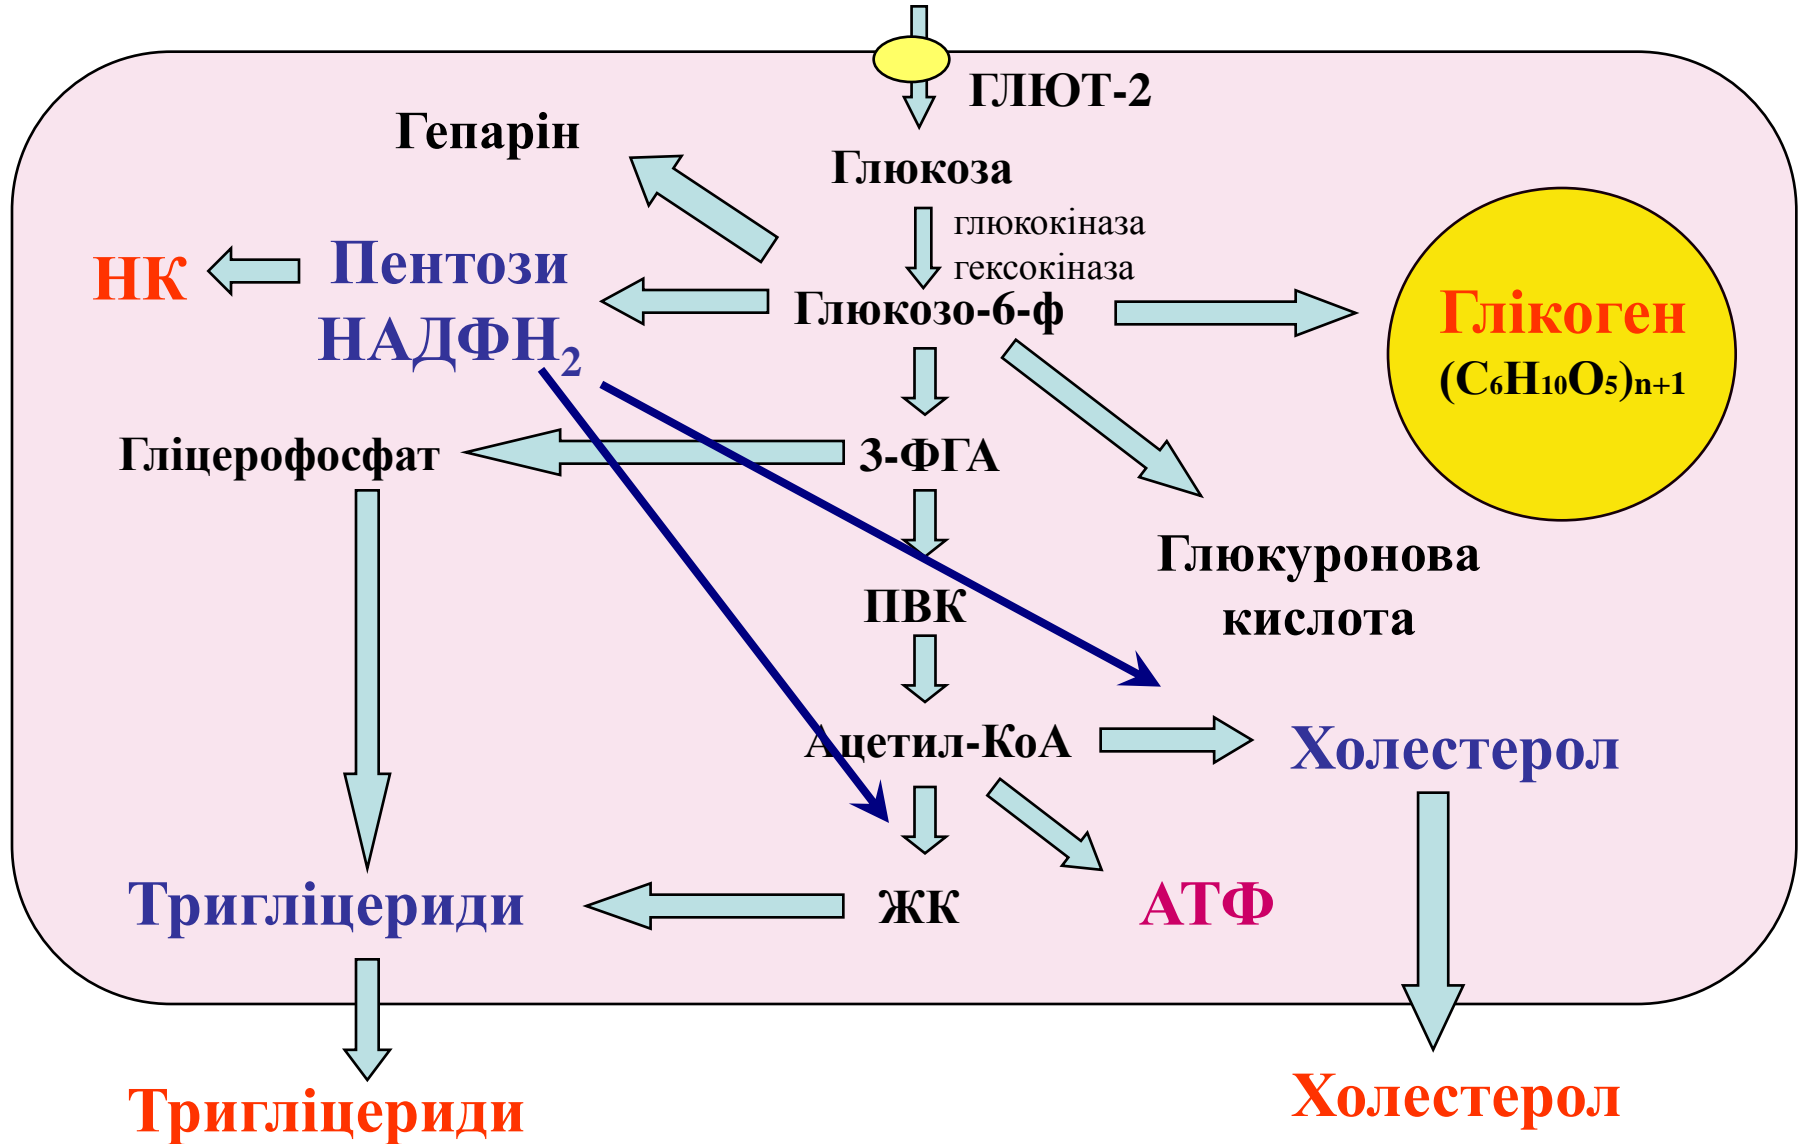 ГЛЮТ-2
Гепарін
Глюкоза
глюкокіназа
гексокіназа
НК
Пентози
НАДФН₂
Глюкозо-6-ф
Глікоген
(C₆H₁₀O₅)n+1
Гліцерофосфат
3-ФГА
Глюкуронова
кислота
ПВК
Ацетил-КоА
Холестерол
Тригліцериди
ЖК
АТФ
Тригліцериди
Холестерол